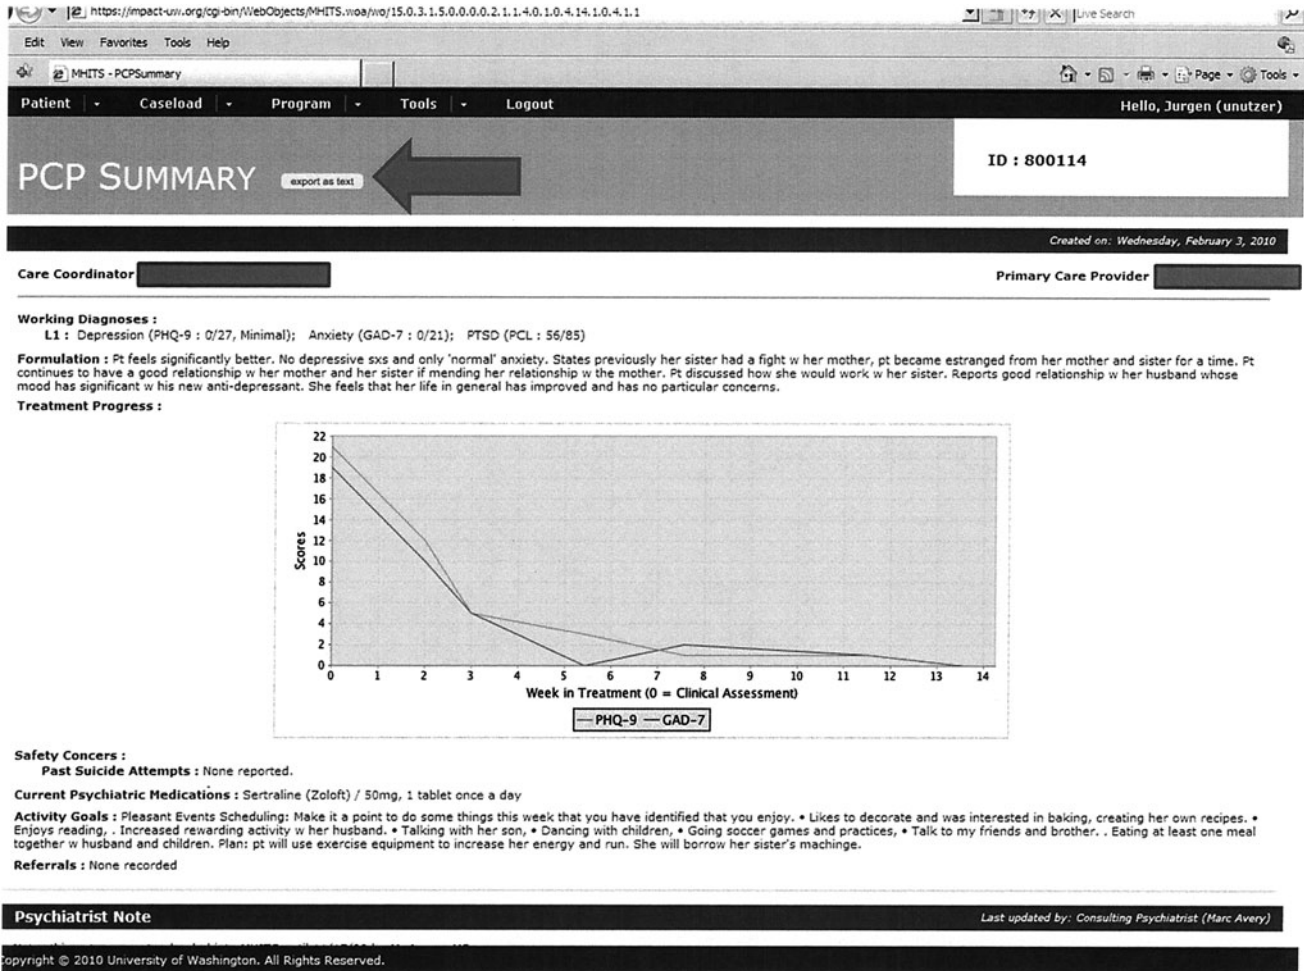 https://impact-uw.org/cgi-bin/WebObjects/MHITS.woa/wo/15.0.3.1.5.0.0.0.0.2.1.1.4.0.1.0.4.14.1.0.4.1.1
Live Search
Edit View Favorites Tools Help
MHITS - PCPSummary
Page Tools
Patient Caseload Program Tools Logout
Hello, Jurgen (unutzer)
PCP SUMMARY
export as text
ID : 800114
Created on: Wednesday, February 3, 2010
Care Coordinator
Primary Care Provider
Working Diagnoses :
L1 : Depression (PHQ-9 : 0/27, Minimal); Anxiety (GAD-7 : 0/21); PTSD (PCL : 56/85)
Formulation : Pt feels significantly better. No depressive sxs and only 'normal' anxiety. States previously her sister had a fight w her mother, pt became estranged from her mother and sister for a time. Pt
continues to have a good relationship w her mother and her sister if mending her relationship w the mother. Pt discussed how she would work w her sister. Reports good relationship w her husband whose
mood has significant w his new anti-depressant. She feels that her life in general has improved and has no particular concerns.
Treatment Progress :
22
20
18
16
14
12
10
8
6
4
2
0
Scores
0 1 2 3 4 5 6 7 8 9 10 11 12 13 14
Week in Treatment (0 = Clinical Assessment)
PHQ-9 GAD-7
Safety Concers :
Past Suicide Attempts : None reported.
Current Psychiatric Medications : Sertraline (Zoloft) / 50mg, 1 tablet once a day
Activity Goals : Pleasant Events Scheduling: Make it a point to do some things this week that you have identified that you enjoy. • Likes to decorate and was interested in baking, creating her own recipes. •
Enjoys reading, . Increased rewarding activity w her husband. • Talking with her son, • Dancing with children, • Going soccer games and practices, • Talk to my friends and brother. . Eating at least one meal
together w husband and children. Plan: pt will use exercise equipment to increase her energy and run. She will borrow her sister's machinge.
Referrals : None recorded
Psychiatrist Note
Last updated by: Consulting Psychiatrist (Marc Avery)
Copyright © 2010 University of Washington. All Rights Reserved.